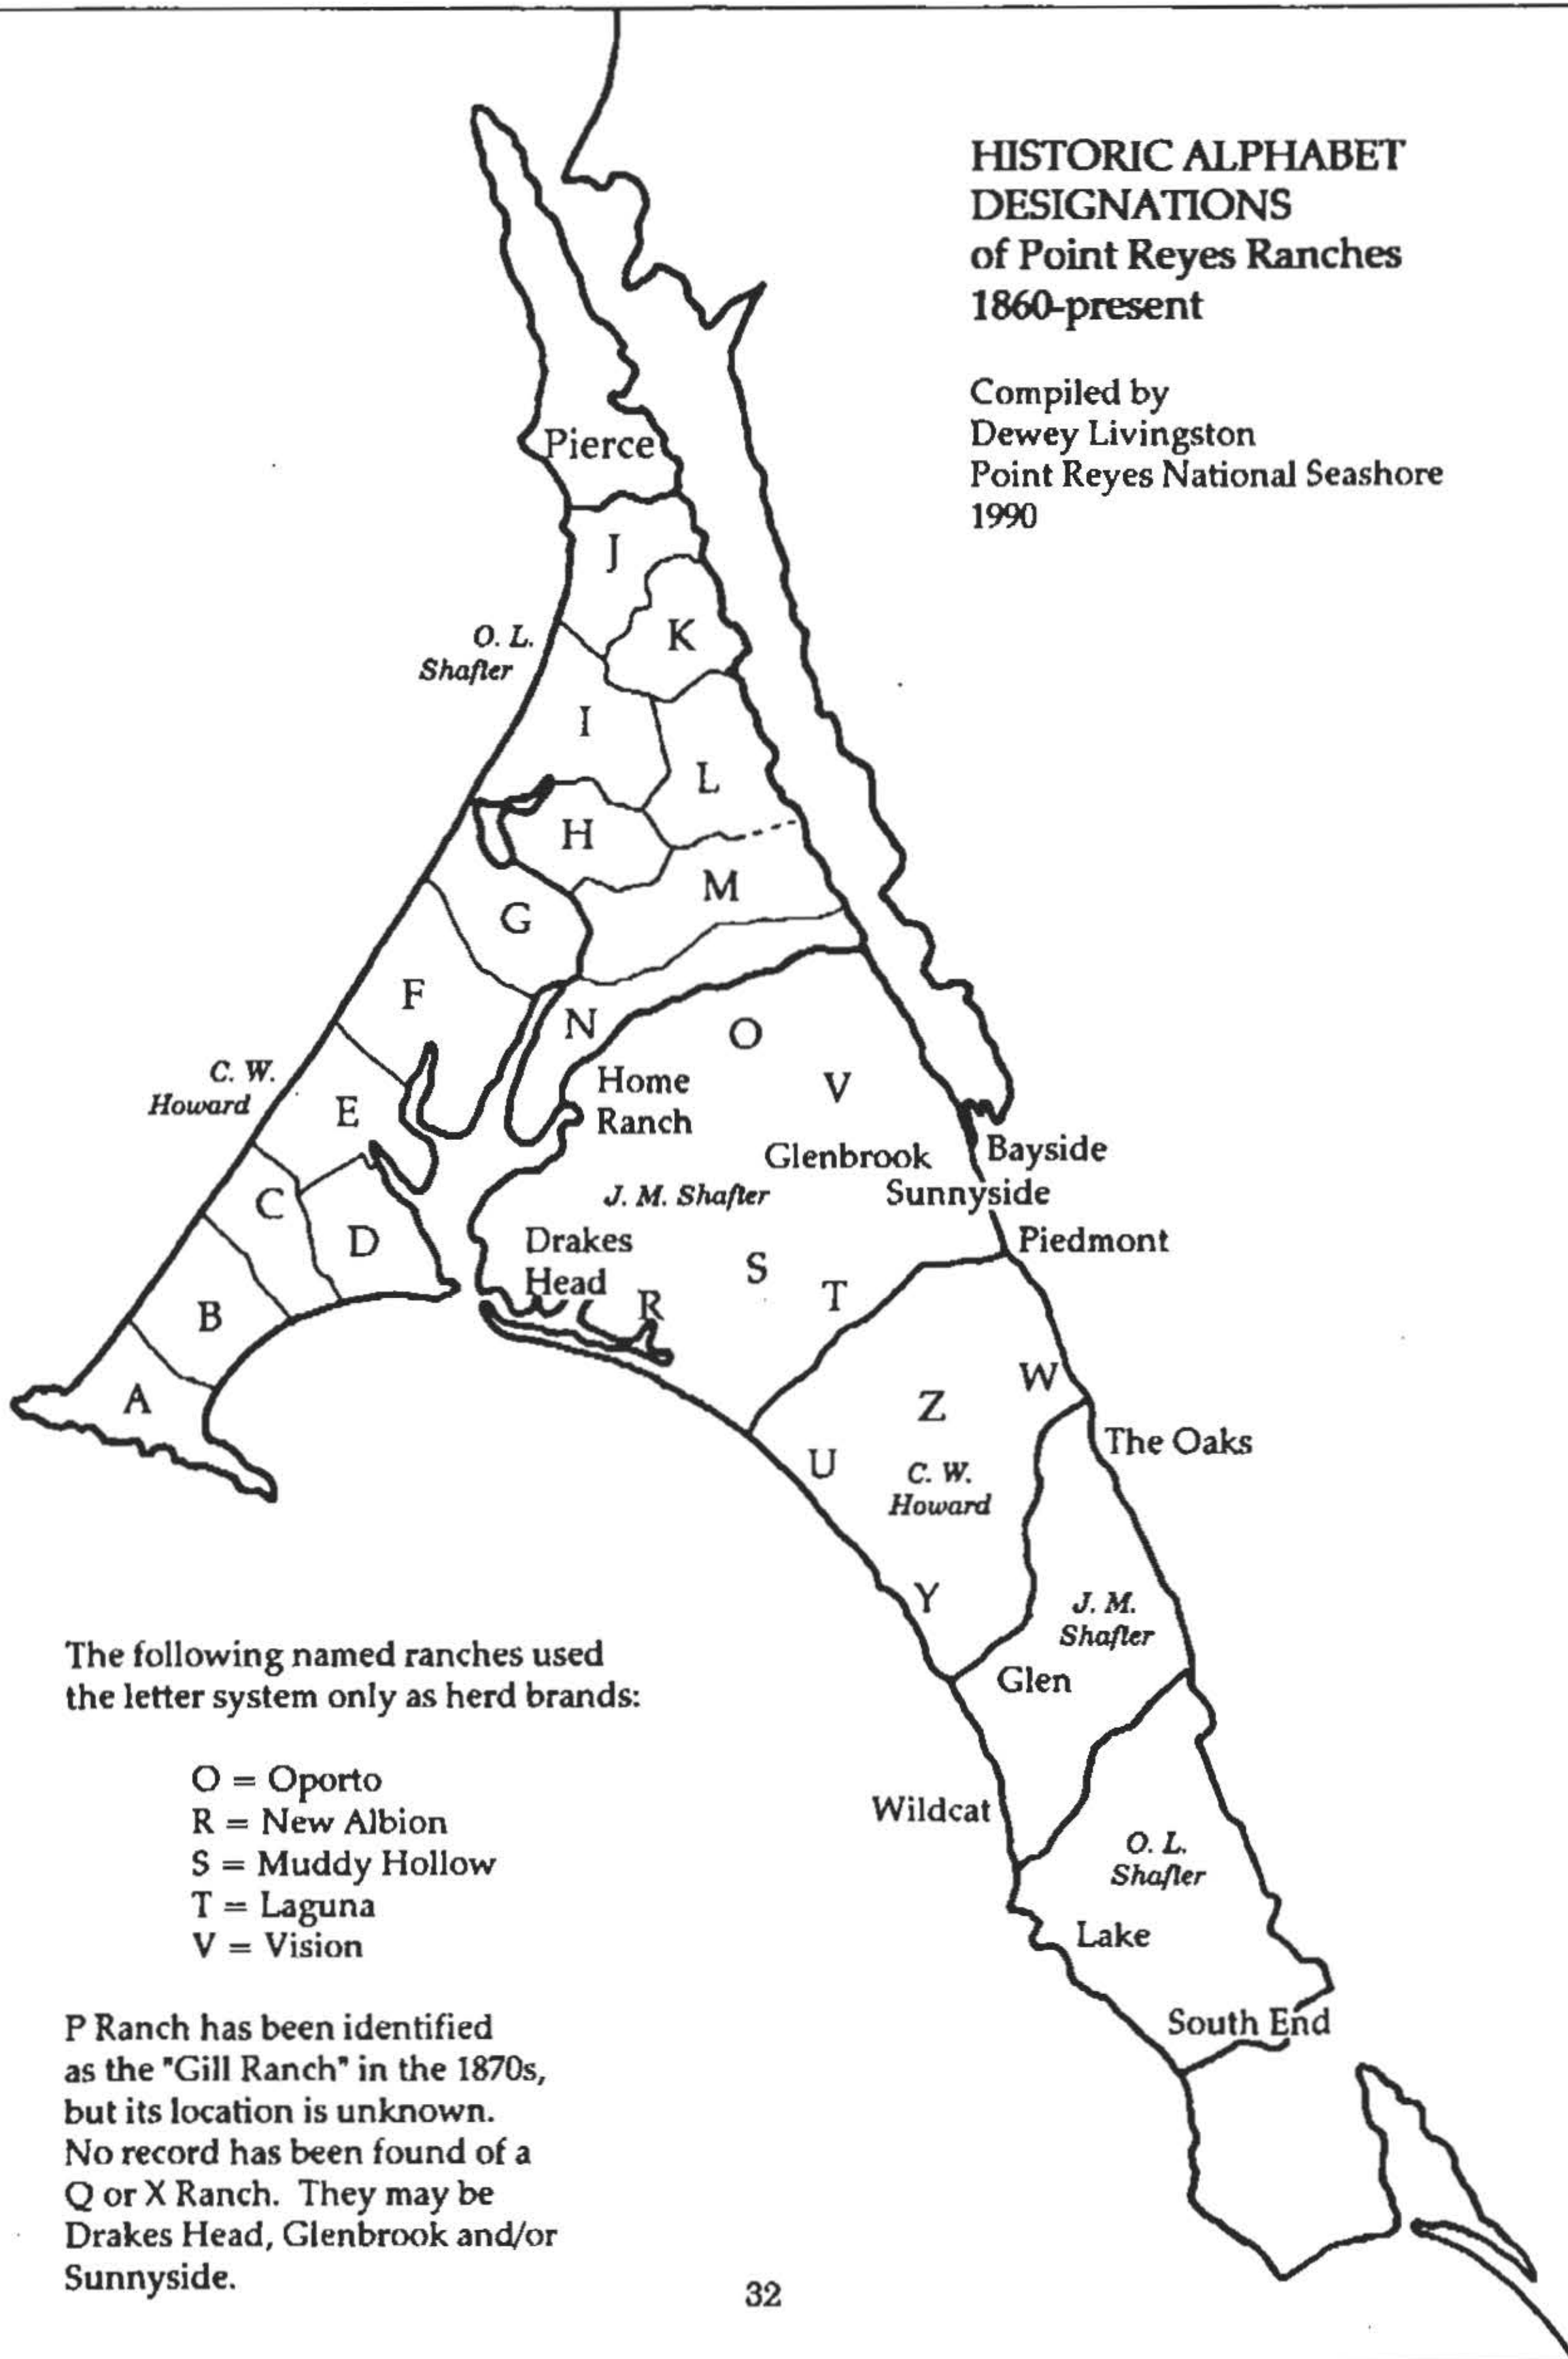 HISTORIC ALPHABET
DESIGNATIONS
of Point Reyes Ranches
1860-present
Compiled by
Dewey Livingston
Point Reyes National Seashore
1990
Pierce
J
K
O. L.
Shafter
I
L
H
M
G
F
N
O
C. W.
Howard
E
Home
Ranch
V
Glenbrook
Bayside
J. M. Shafter
Sunnyside
C
D
Drakes
Head
R
S
T
Piedmont
B
A
Z
W
The Oaks
U
C. W.
Howard
Y
J. M.
Shafter
Glen
Wildcat
O. L.
Shafter
Lake
South End
The following named ranches used
the letter system only as herd brands:
O = Oporto
R = New Albion
S = Muddy Hollow
T = Laguna
V = Vision
P Ranch has been identified
as the "Gill Ranch" in the 1870s,
but its location is unknown.
No record has been found of a
Q or X Ranch. They may be
Drakes Head, Glenbrook and/or
Sunnyside.
32